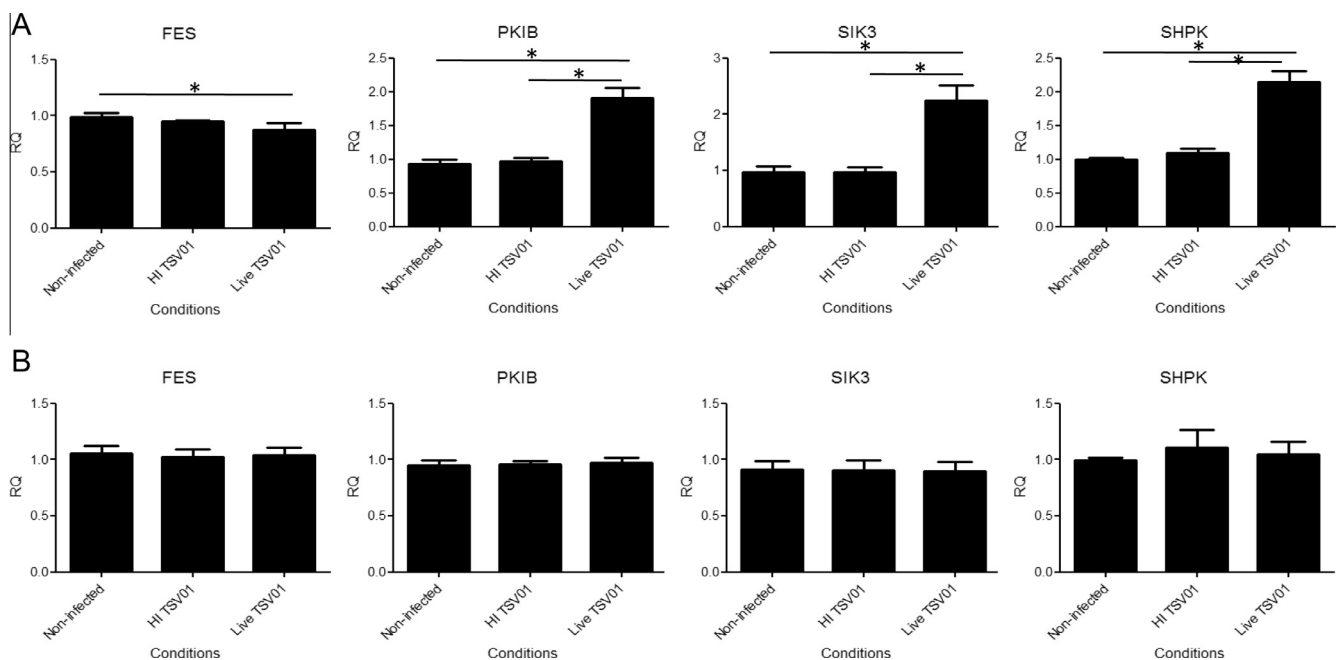 A
FES
1.5
1.0
0.5
0.0
RQ
*
Non-infected
HI TSV01
Live TSV01
Conditions
PKIB
2.5
2.0
1.5
1.0
0.5
0.0
RQ
*
*
Non-infected
HI TSV01
Live TSV01
Conditions
SIK3
3
2
1
0
RQ
*
*
Non-infected
HI TSV01
Live TSV01
Conditions
SHPK
2.5
2.0
1.5
1.0
0.5
0.0
RQ
*
*
Non-infected
HI TSV01
Live TSV01
Conditions
B
FES
1.5
1.0
0.5
0.0
RQ
Non-infected
HI TSV01
Live TSV01
Conditions
PKIB
1.5
1.0
0.5
0.0
RQ
Non-infected
HI TSV01
Live TSV01
Conditions
SIK3
1.5
1.0
0.5
0.0
RQ
Non-infected
HI TSV01
Live TSV01
Conditions
SHPK
1.5
1.0
0.5
0.0
RQ
Non-infected
HI TSV01
Live TSV01
Conditions